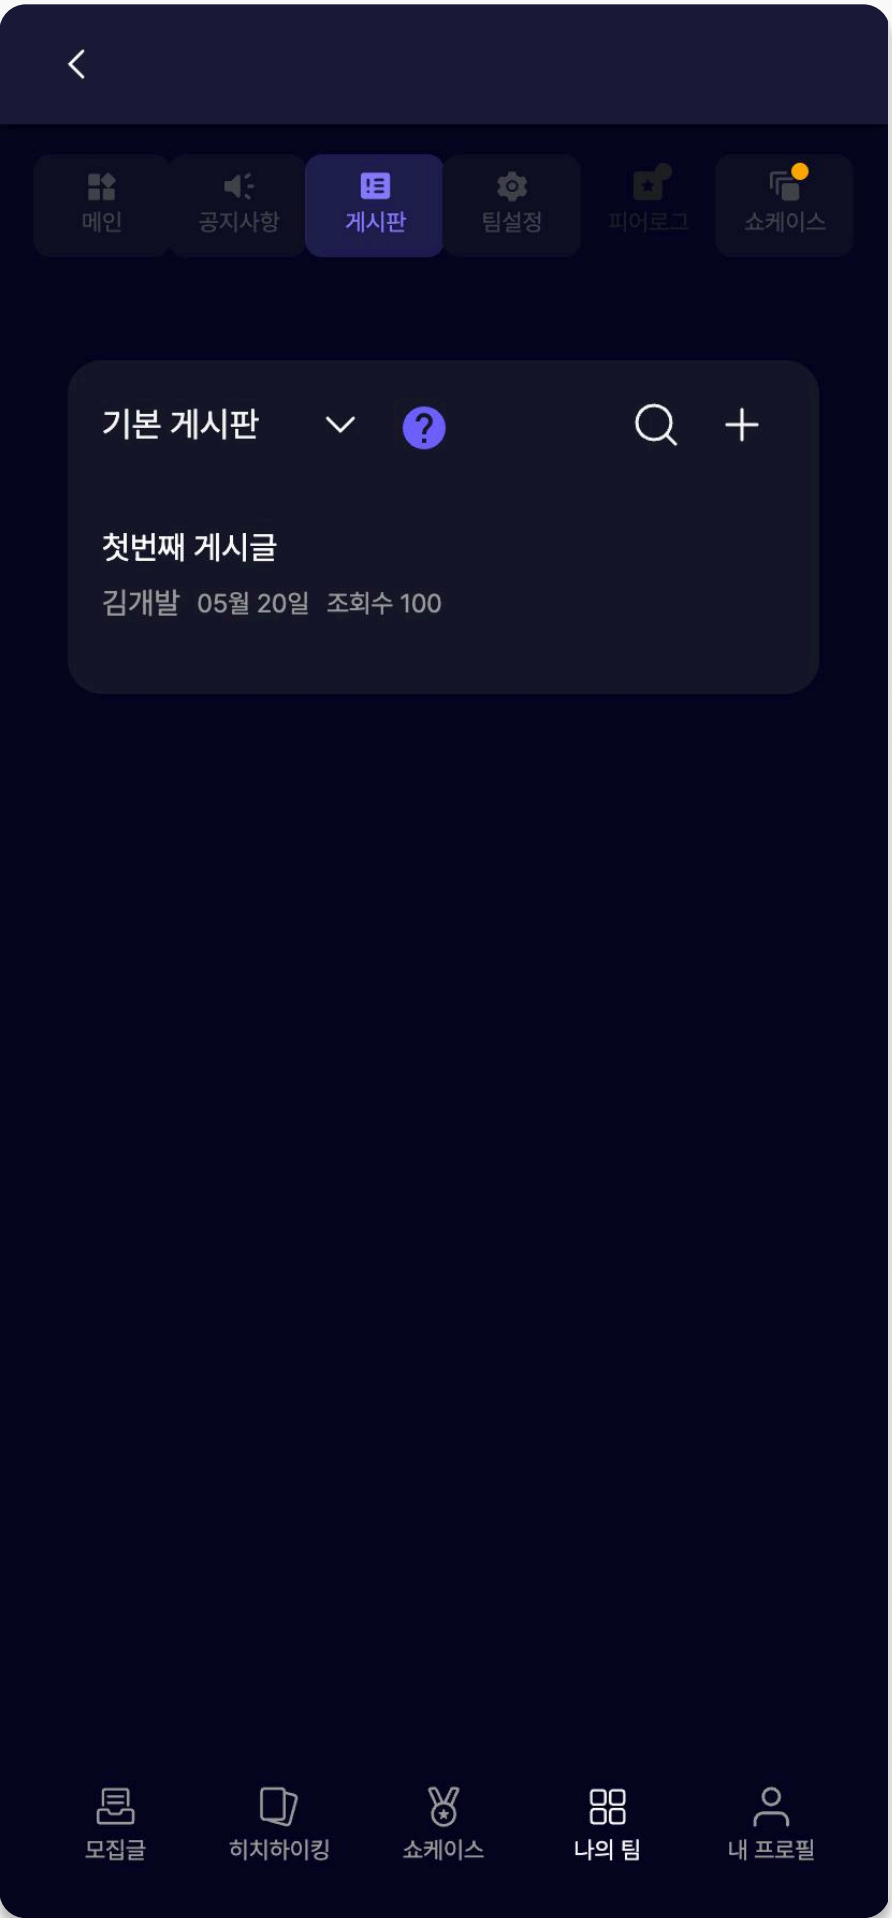 메인 공지사항 게시판 팀설정 피어로그 쇼케이스
기본 게시판 ?
첫번째 게시글
김개발 05월 20일 조회수 100
모집글 히치하이킹 쇼케이스 나의 팀 내 프로필